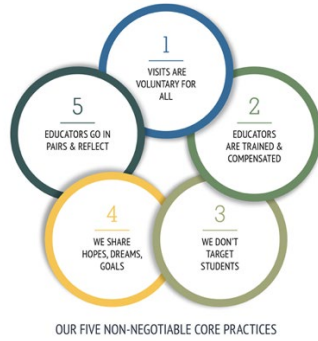 1
VISITS ARE
VOLUNTARY FOR
ALL
2
EDUCATORS
ARE TRAINED &
COMPENSATED
3
WE DON'T
TARGET
STUDENTS
4
WE SHARE
HOPES, DREAMS,
GOALS
5
EDUCATORS GO IN
PAIRS & REFLECT
OUR FIVE NON-NEGOTIABLE CORE PRACTICES